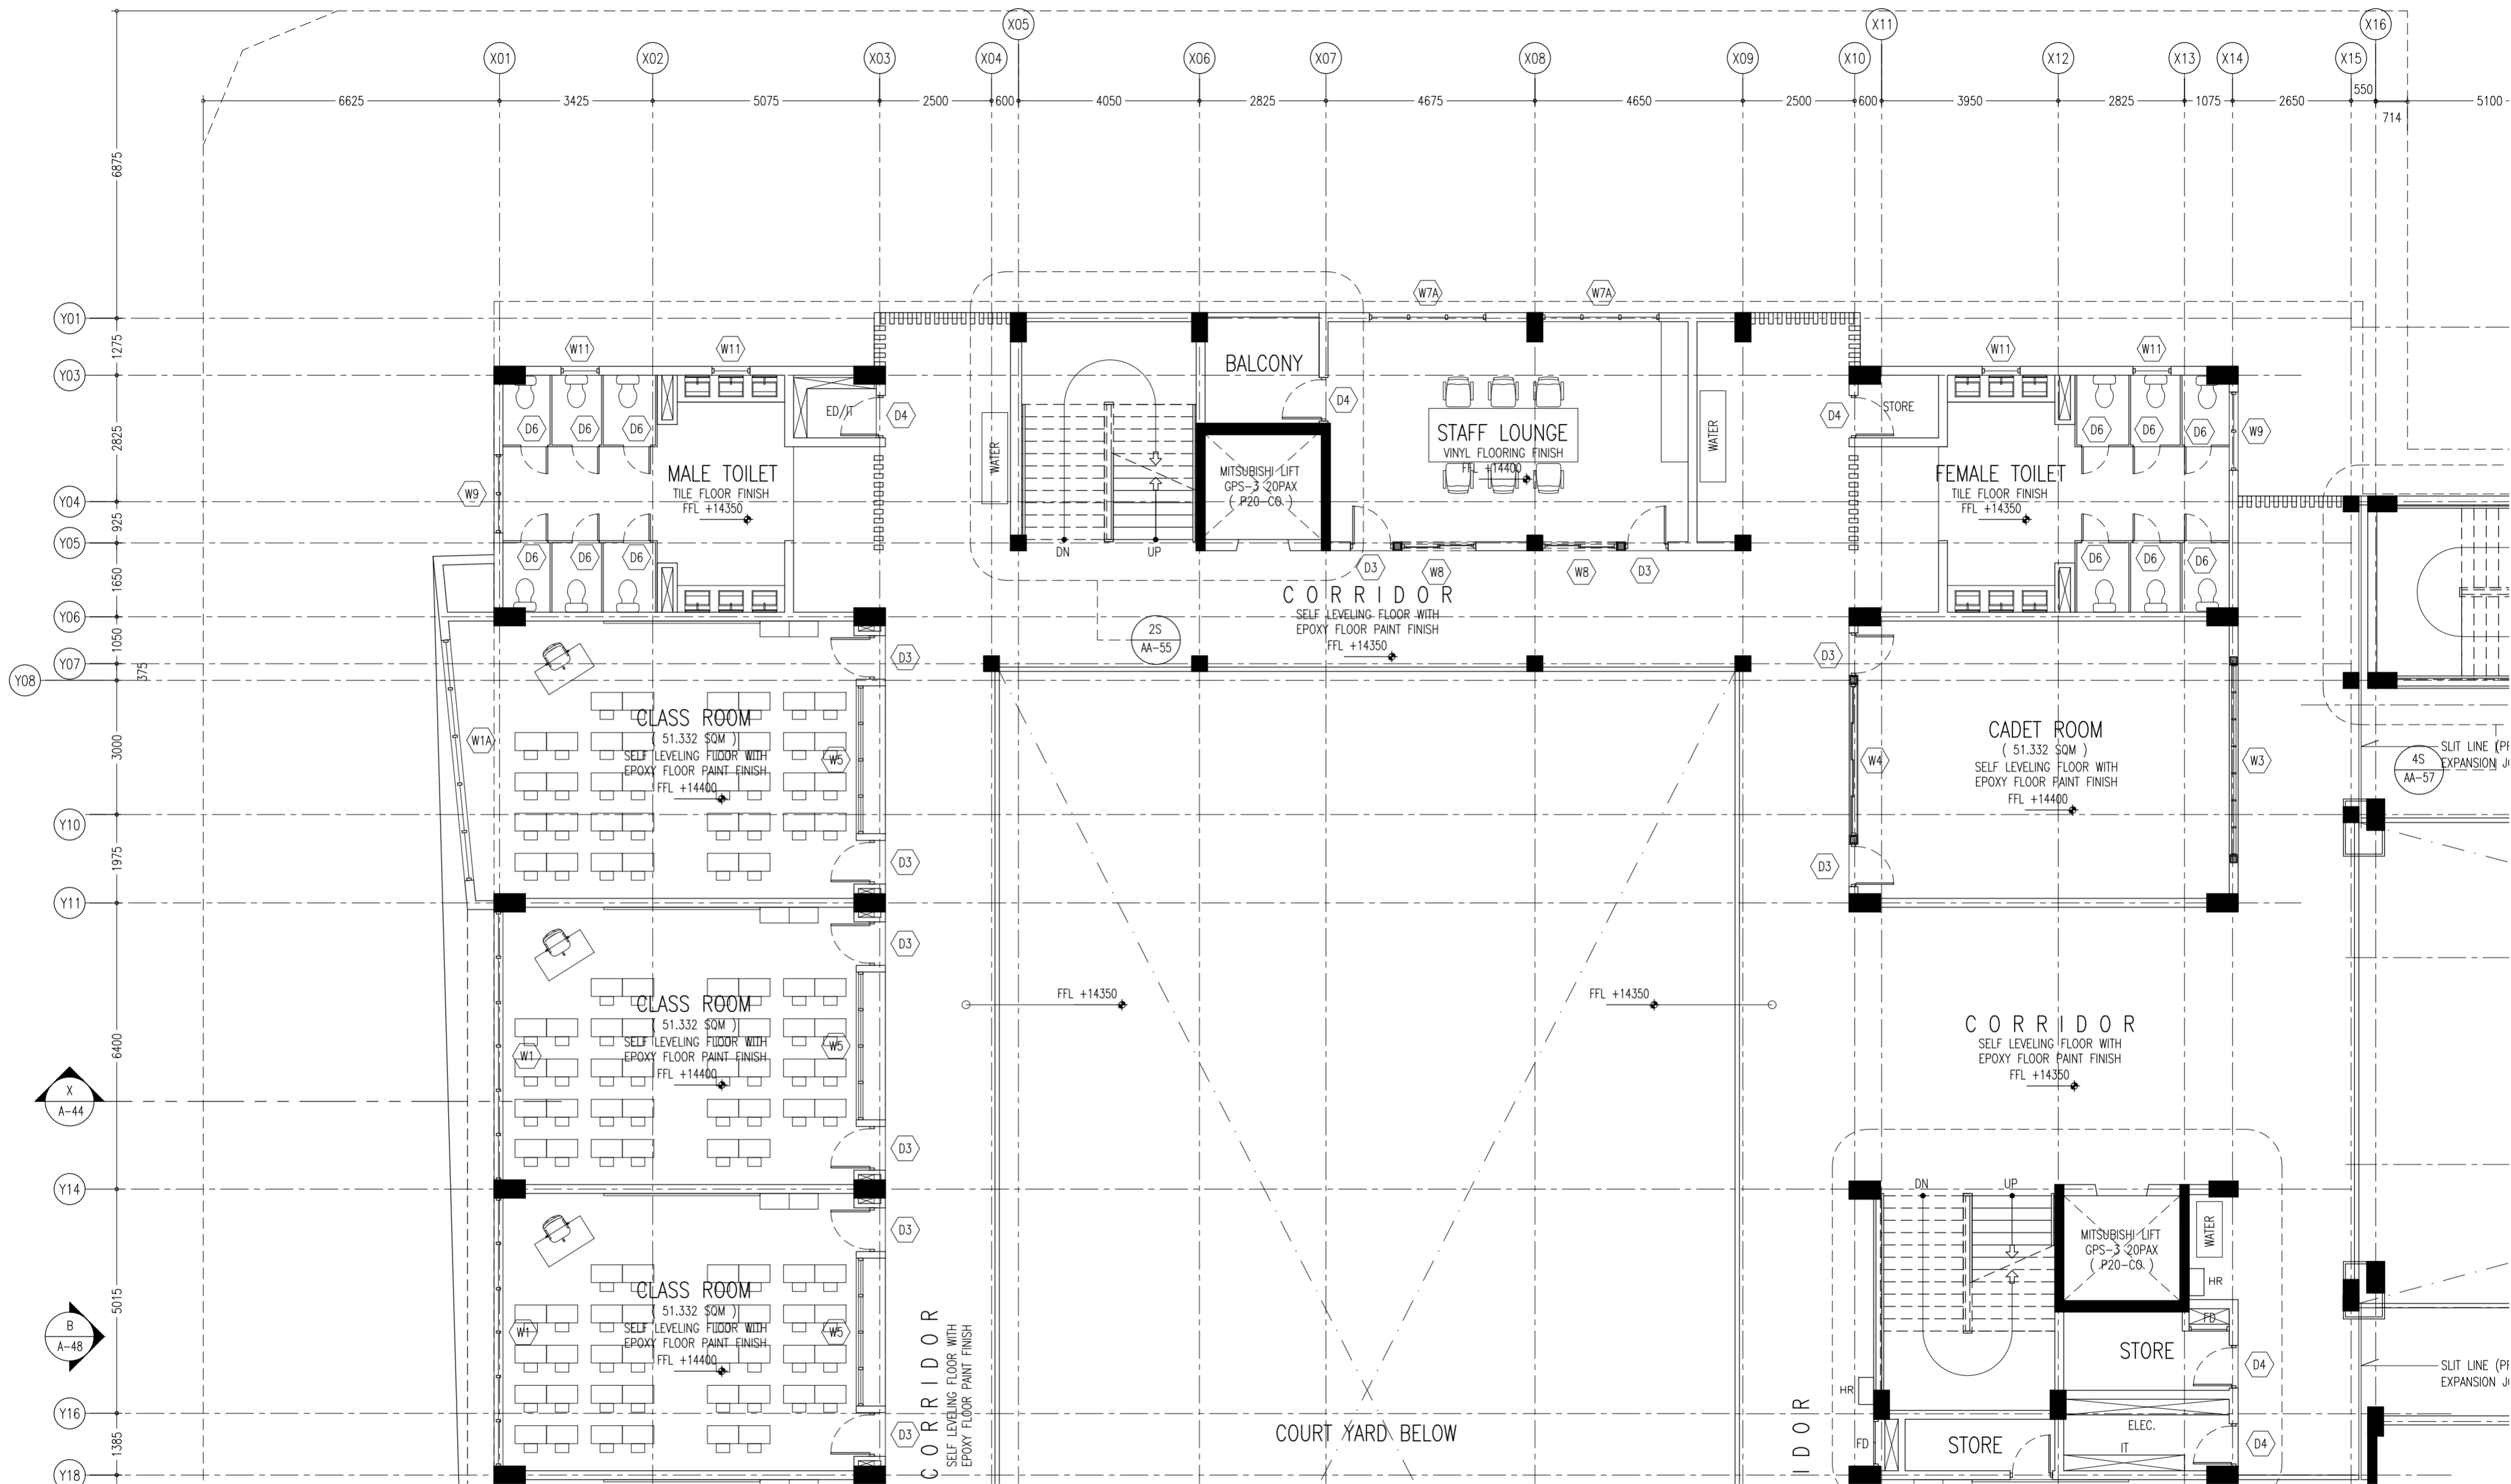 X05 X11 X16
X01 X02 X03 X04 X06 X07 X08 X09 X10 X12 X13 X14 X15
6625 3425 5075 2500 600 4050 2825 4675 4650 2500 600 3950 2825 1075 2650 550 5100
714
6875
Y01
1275
Y03
2825
Y04
925
Y05
1650
Y06
1050
Y07
375
Y08
3000
Y10
1975
Y11
6400
X
A-44
Y14
5015
B
A-48
Y16
1385
Y18
W7A W7A
W11 W11
W11 W11
BALCONY
ED/IT
D4
D4
D4
STORE
D6 D6 D6
D6 D6 D6
W9
WATER
WATER
STAFF LOUNGE
VINYL FLOORING FINISH
FFL +14400
MITSUBISHI LIFT
GPS-3 20PAX
( P20-CO )
MALE TOILET
TILE FLOOR FINISH
FFL +14350
W9
FEMALE TOILET
TILE FLOOR FINISH
FFL +14350
D6 D6 D6
D6 D6 D6
DN UP
D3 W8 W8 D3
CORRIDOR
SELF LEVELING FLOOR WITH
EPOXY FLOOR PAINT FINISH
FFL +14350
2S
AA-55
D3
D3
CLASS ROOM
( 51.332 SQM )
SELF LEVELING FLOOR WITH
EPOXY FLOOR PAINT FINISH
FFL +14400
W1A
W5
D3
W4
CADET ROOM
( 51.332 SQM )
SELF LEVELING FLOOR WITH
EPOXY FLOOR PAINT FINISH
FFL +14400
W3
D3
4S
AA-57
SLIT LINE
EXPANSION
D3
CLASS ROOM
( 51.332 SQM )
SELF LEVELING FLOOR WITH
EPOXY FLOOR PAINT FINISH
FFL +14400
W1
W5
D3
FFL +14350
FFL +14350
CORRIDOR
SELF LEVELING FLOOR WITH
EPOXY FLOOR PAINT FINISH
FFL +14350
D3
CLASS ROOM
( 51.332 SQM )
SELF LEVELING FLOOR WITH
EPOXY FLOOR PAINT FINISH
FFL +14400
W1
W5
D3
CORRIDOR
SELF LEVELING FLOOR WITH
EPOXY FLOOR PAINT FINISH
COURT YARD BELOW
IDOR
DN UP
MITSUBISHI LIFT
GPS-3 20PAX
( P20-CO )
WATER
HR
FD
STORE
D4
HR
ELEC.
FD
STORE
IT
D4
SLIT LINE
EXPANSION